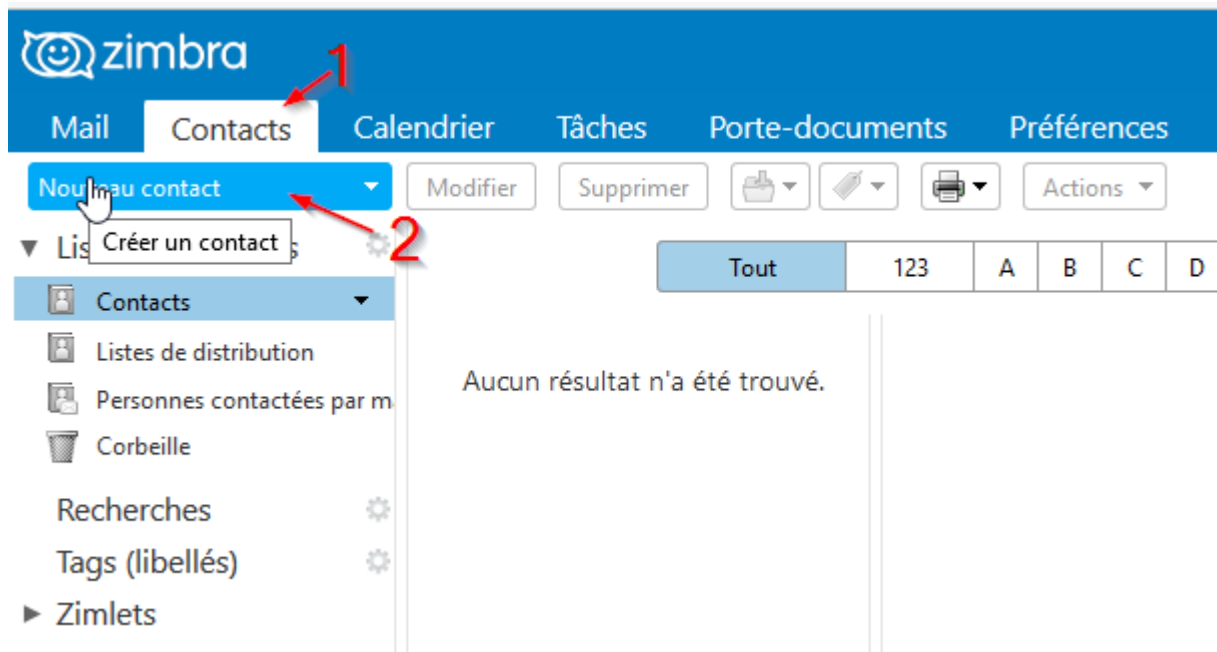 zimbra
1
Mail Contacts Calendrier Tâches Porte-documents Préférences
Nouveau contact Modifier Supprimer Actions
Créer un contact
2
Tout 123 A B C D
Contacts
Listes de distribution
Aucun résultat n'a été trouvé.
Personnes contactées par
Corbeille
Recherches
Tags (libellés)
Zimlets